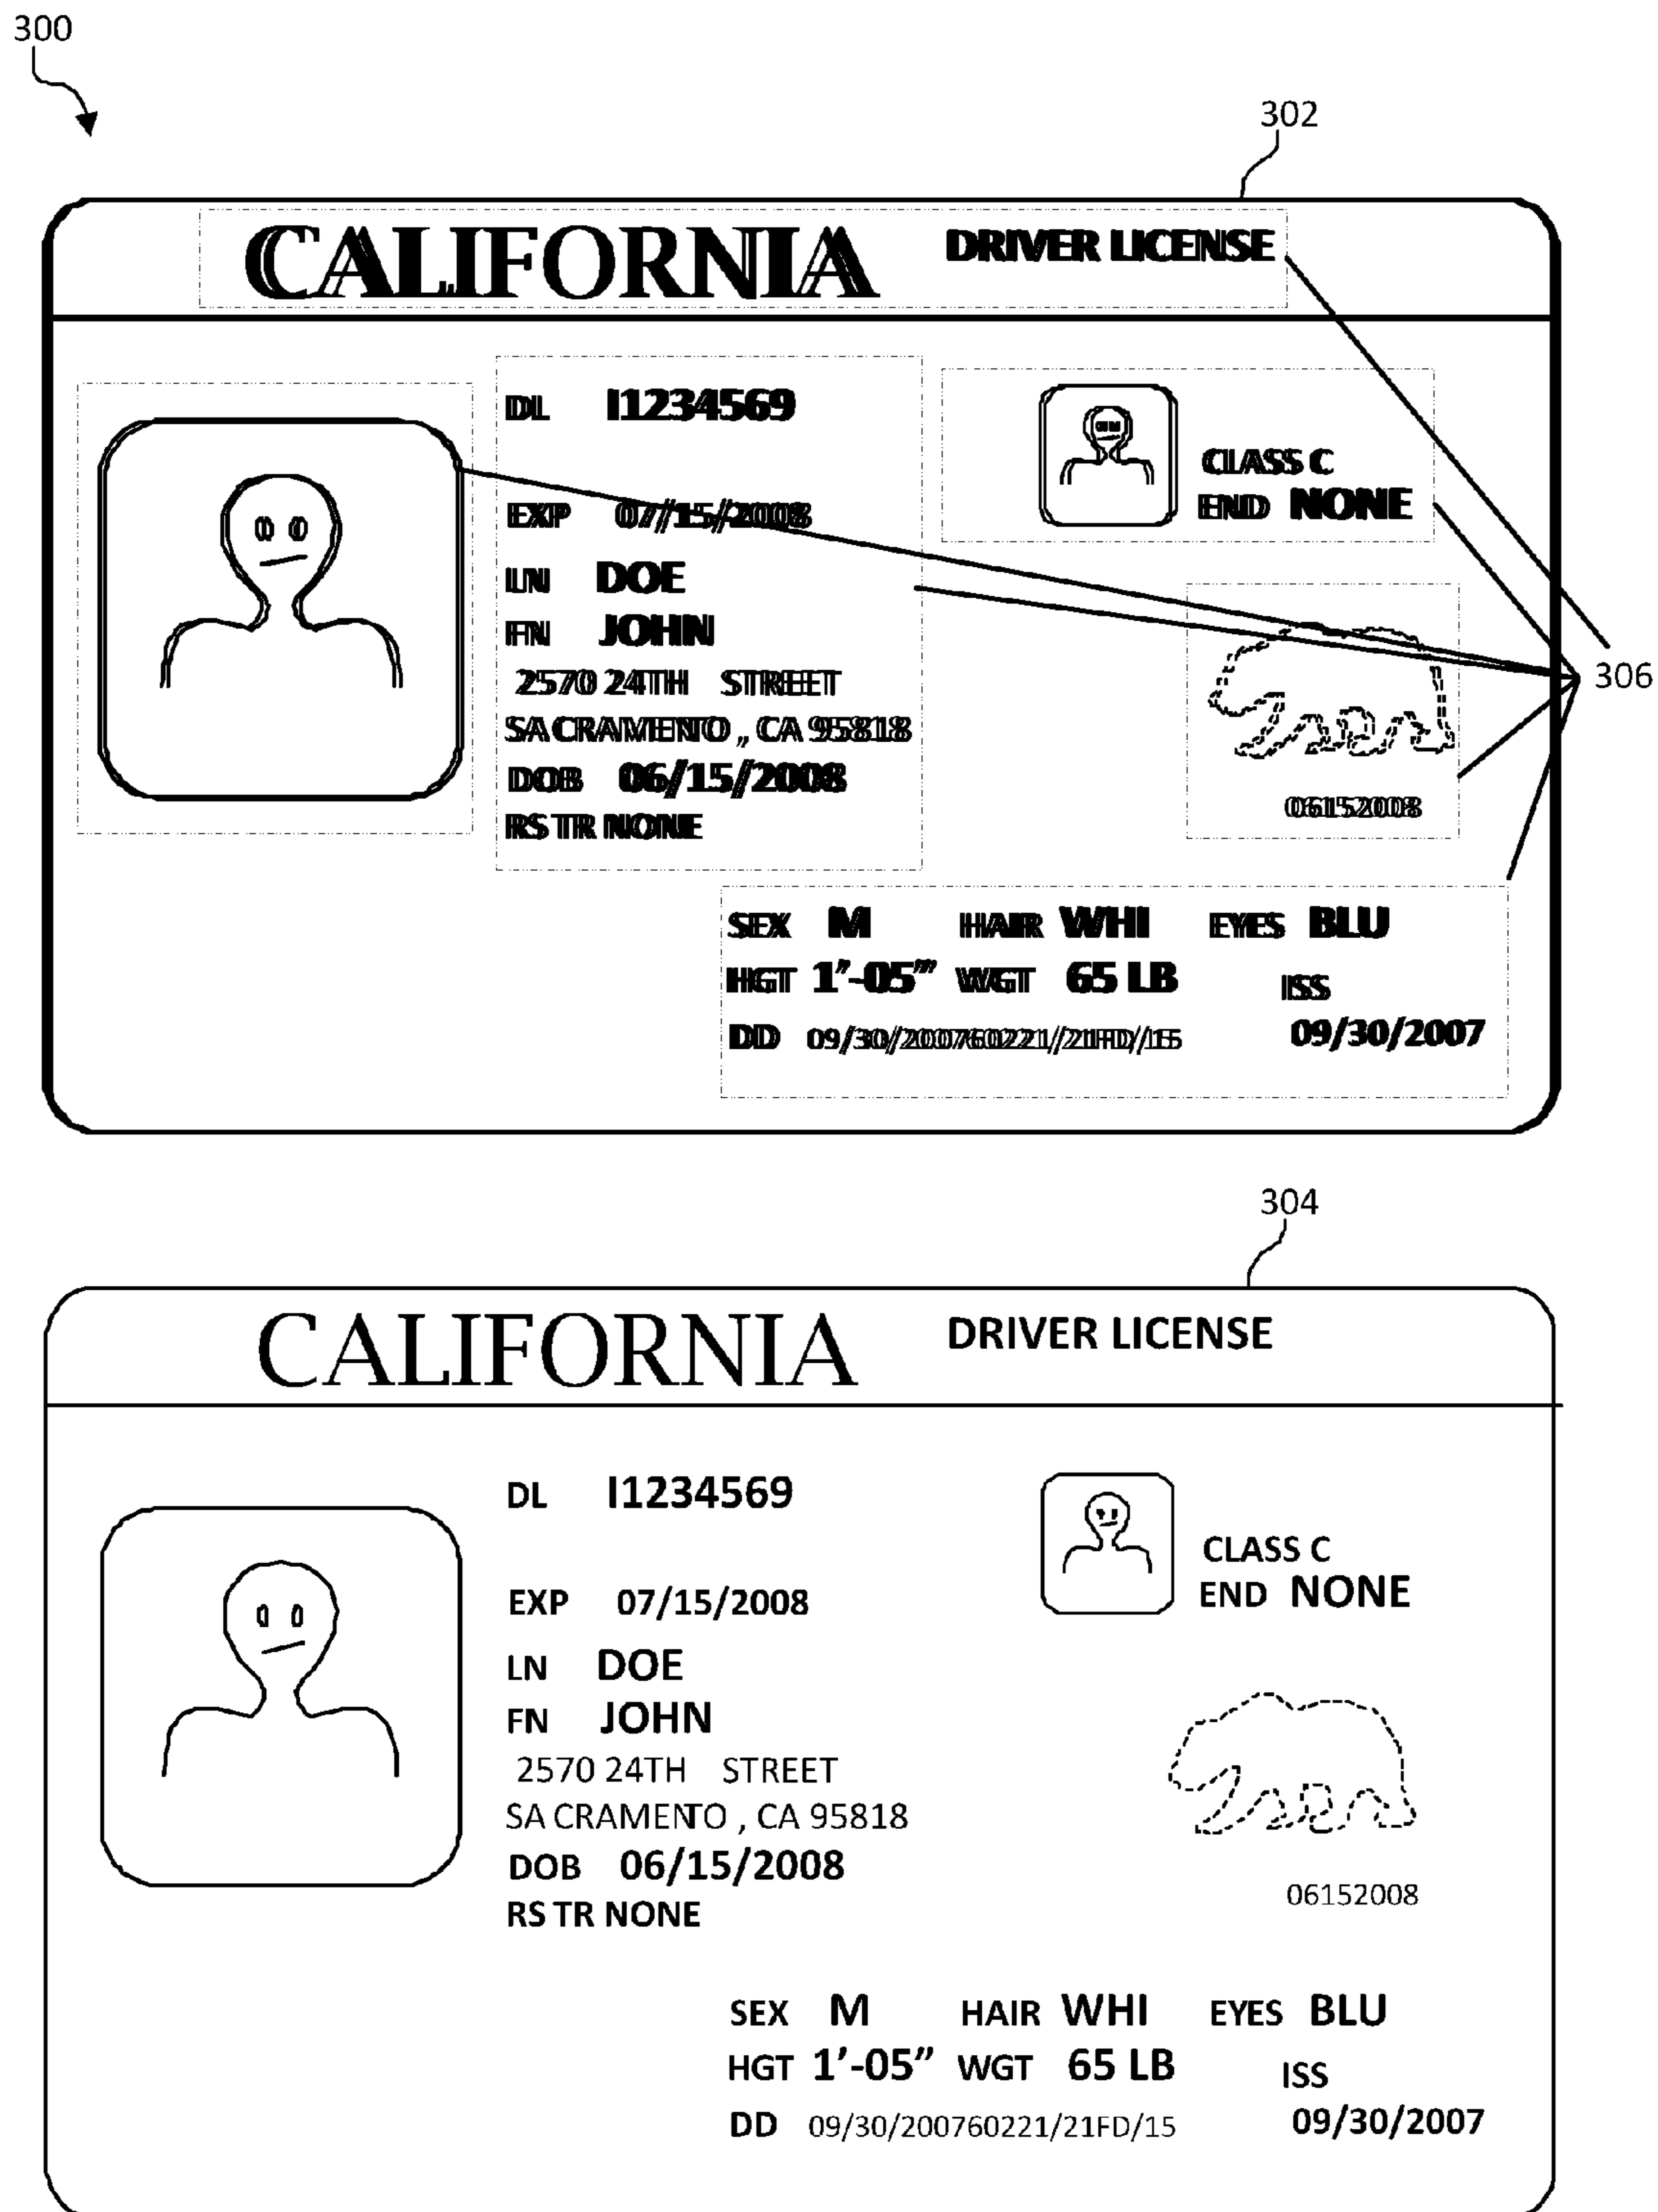 300
302
CALIFORNIA DRIVER LICENSE
DL I1234569
EXP 07/15/2008
LN DOE
FN JOHN
2570 24TH STREET
SA CRAMENTO , CA 95818
DOB 06/15/2008
RS TR NONE
CLASS C
END NONE
306
06152008
SEX M HAIR WHI EYES BLU
HGT 1'-05" WGT 65 LB ISS
DD 09/30/200760221/21FD/15 09/30/2007
304
CALIFORNIA DRIVER LICENSE
DL I1234569
EXP 07/15/2008
LN DOE
FN JOHN
2570 24TH STREET
SA CRAMENTO , CA 95818
DOB 06/15/2008
RS TR NONE
CLASS C
END NONE
06152008
SEX M HAIR WHI EYES BLU
HGT 1'-05" WGT 65 LB ISS
DD 09/30/200760221/21FD/15 09/30/2007